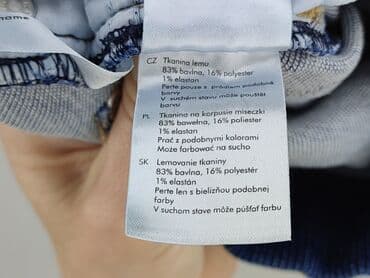 home
CZ Tkanina lemu
83% bavlna, 16% polyester
1% elastan
Perte pouze s prádlem podobné
barvy
V suchém stavu může pouštět
barvu
PL Tkanina na korpusie miseczki
83% bawełna, 16% poliester
1% elastan
Prać z podobnymi kolorami
Może farbować na sucho
SK Lemovanie tkaniny
83% bavlna, 16% polyestér
1% elastán
Perte len s bielizňou podobnej
farby
V suchom stave môže púšťať farbu